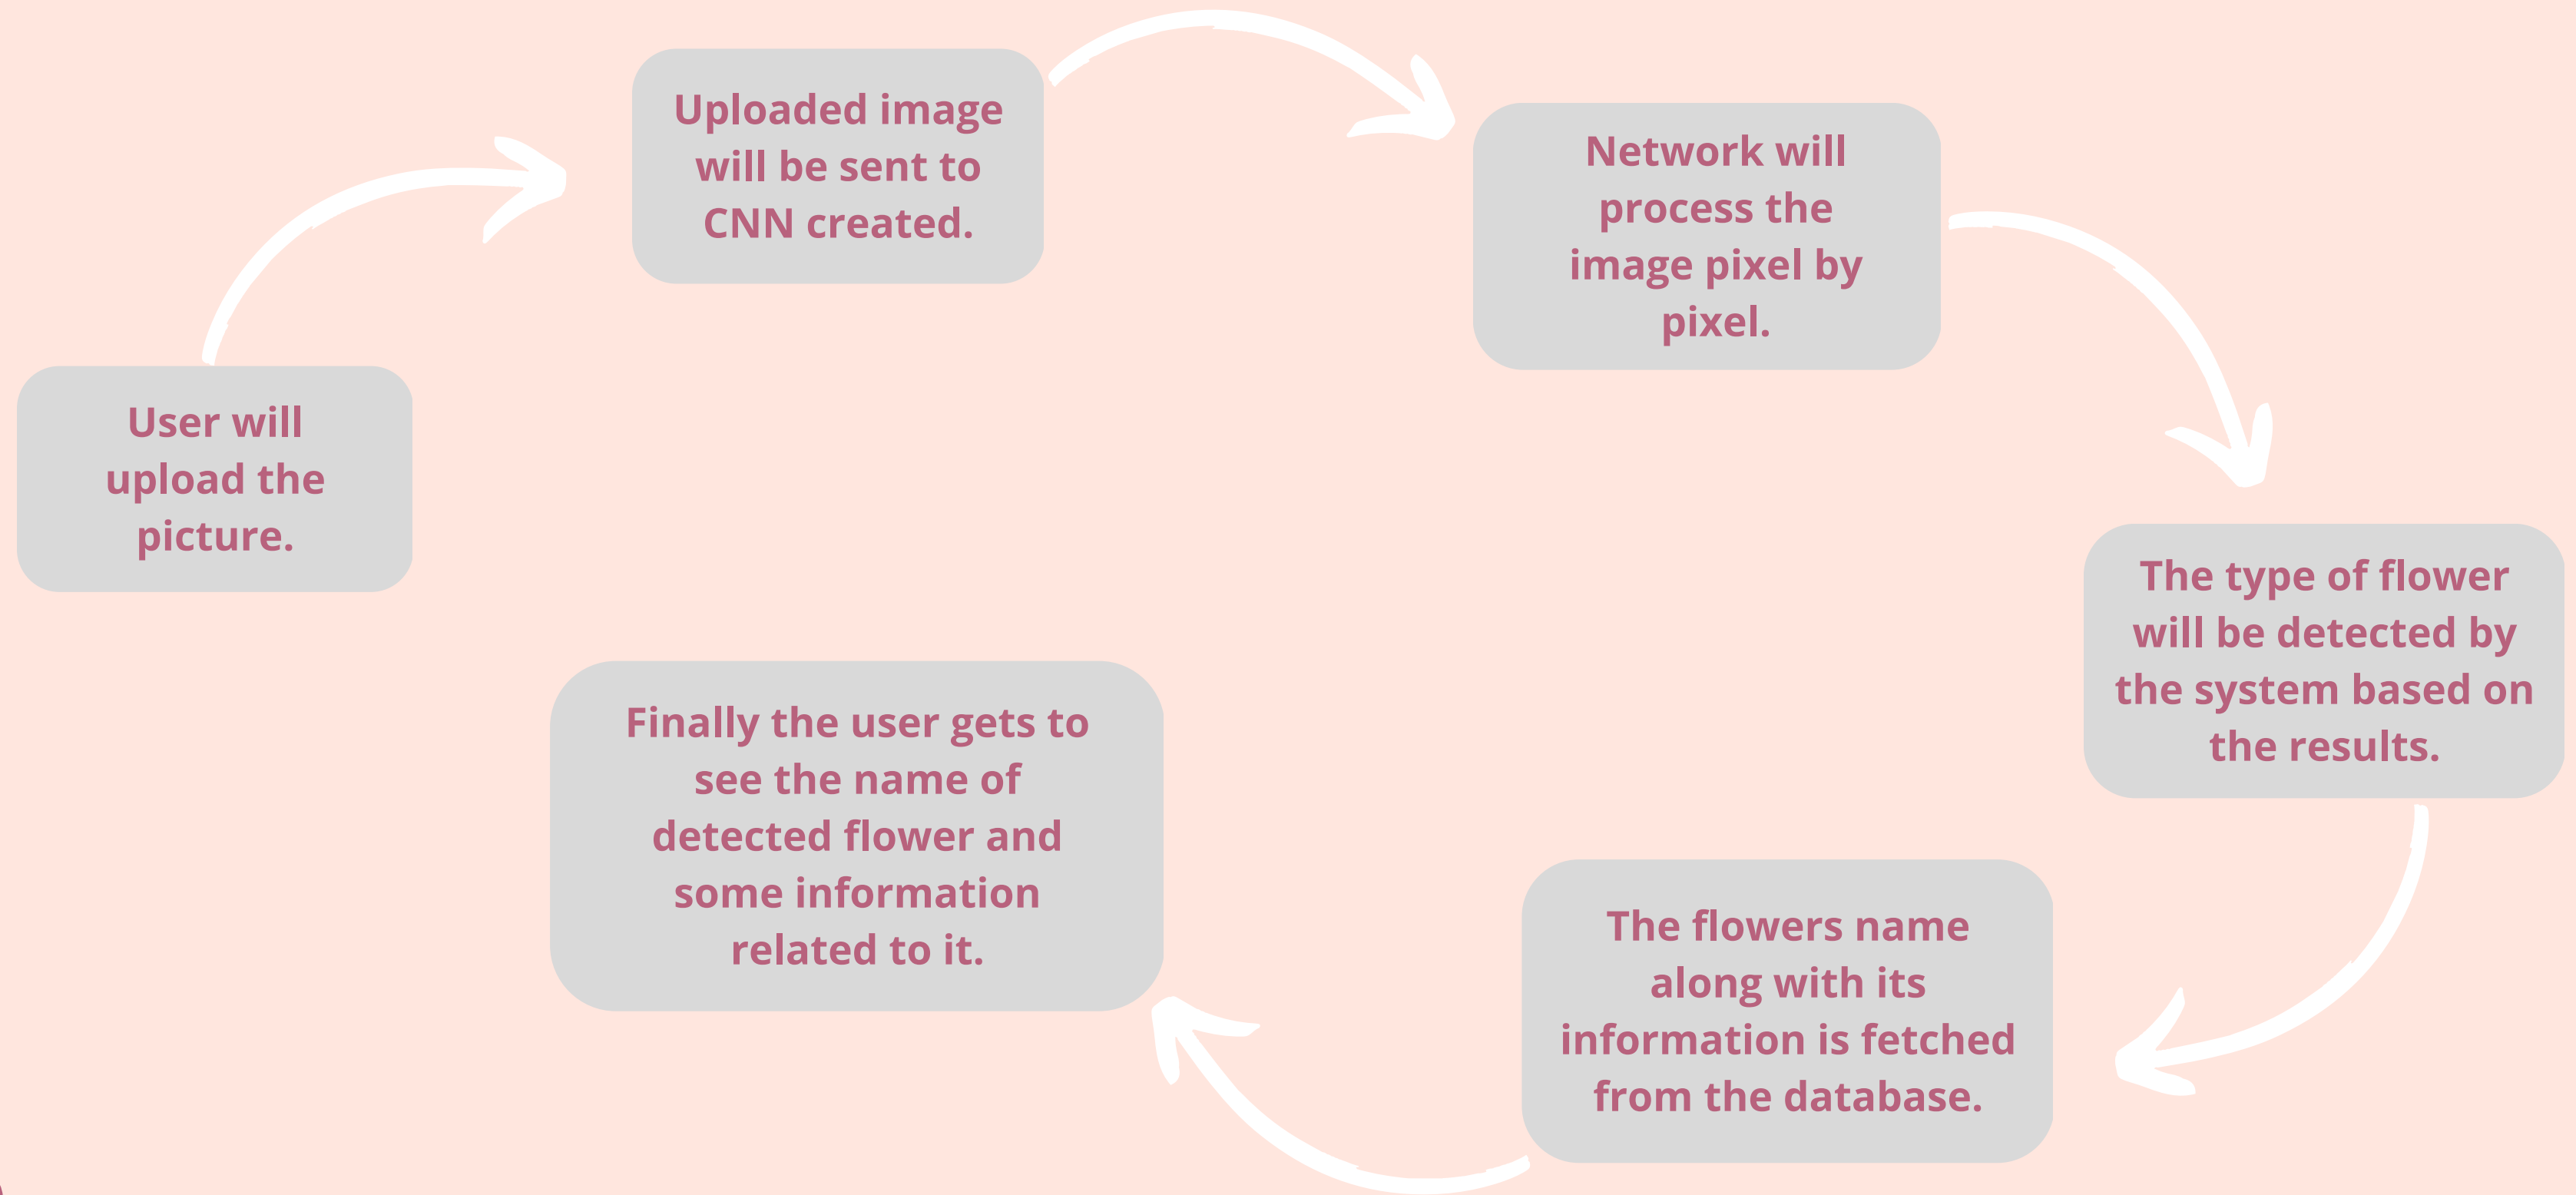 User will
upload the
picture.
Uploaded image
will be sent to
CNN created.
Network will
process the
image pixel by
pixel.
The type of flower
will be detected by
the system based on
the results.
The flowers name
along with its
information is fetched
from the database.
Finally the user gets to
see the name of
detected flower and
some information
related to it.